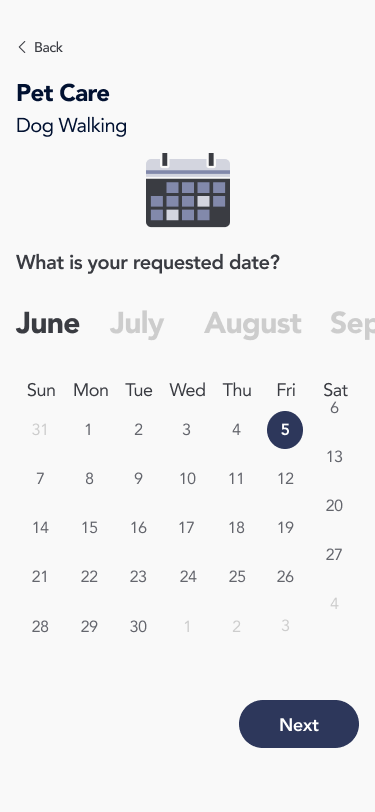 Back
Pet Care
Dog Walking
What is your requested date?
June July August Sep
Sun Mon Tue Wed Thu Fri Sat
31 1 2 3 4 5 6
7 8 9 10 11 12 13
14 15 16 17 18 19 20
21 22 23 24 25 26 27
28 29 30 1 2 3 4
Next